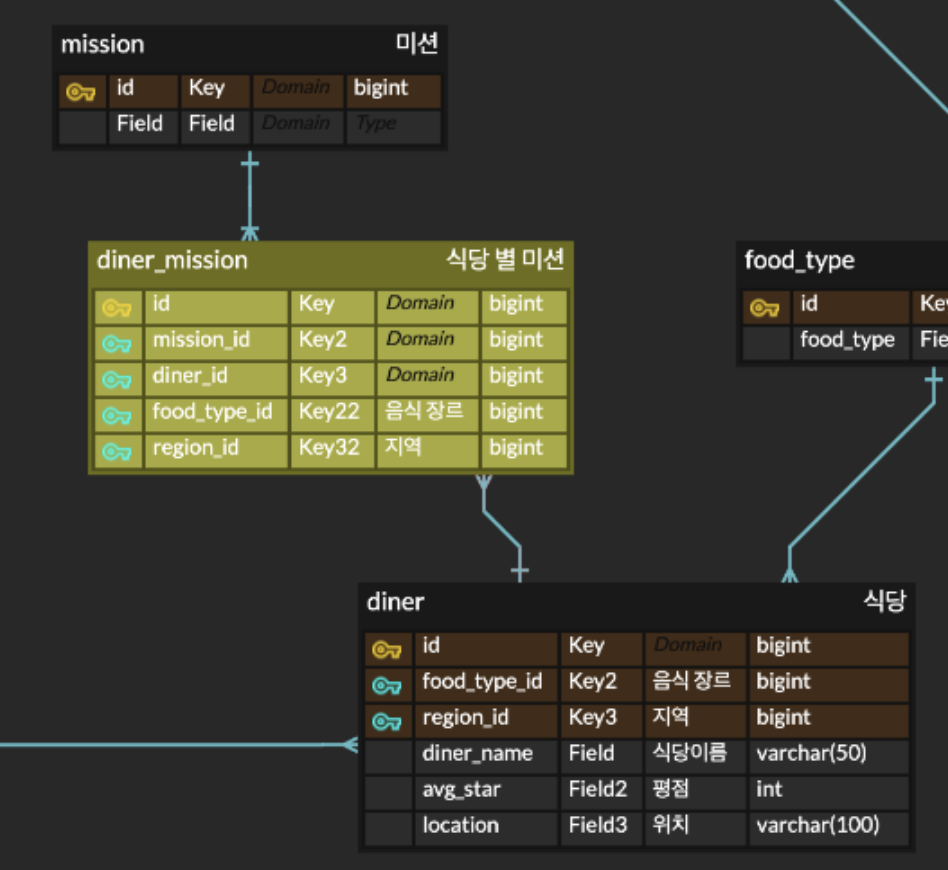 mission 미션
id Key Domain bigint
Field Field Domain Type
diner_mission 식당 별 미션
id Key Domain bigint
mission_id Key2 Domain bigint
diner_id Key3 Domain bigint
food_type_id Key22 음식 장르 bigint
region_id Key32 지역 bigint
food_type
id Key
food_type Fie
diner 식당
id Key Domain bigint
food_type_id Key2 음식 장르 bigint
region_id Key3 지역 bigint
diner_name Field 식당이름 varchar(50)
avg_star Field2 평점 int
location Field3 위치 varchar(100)